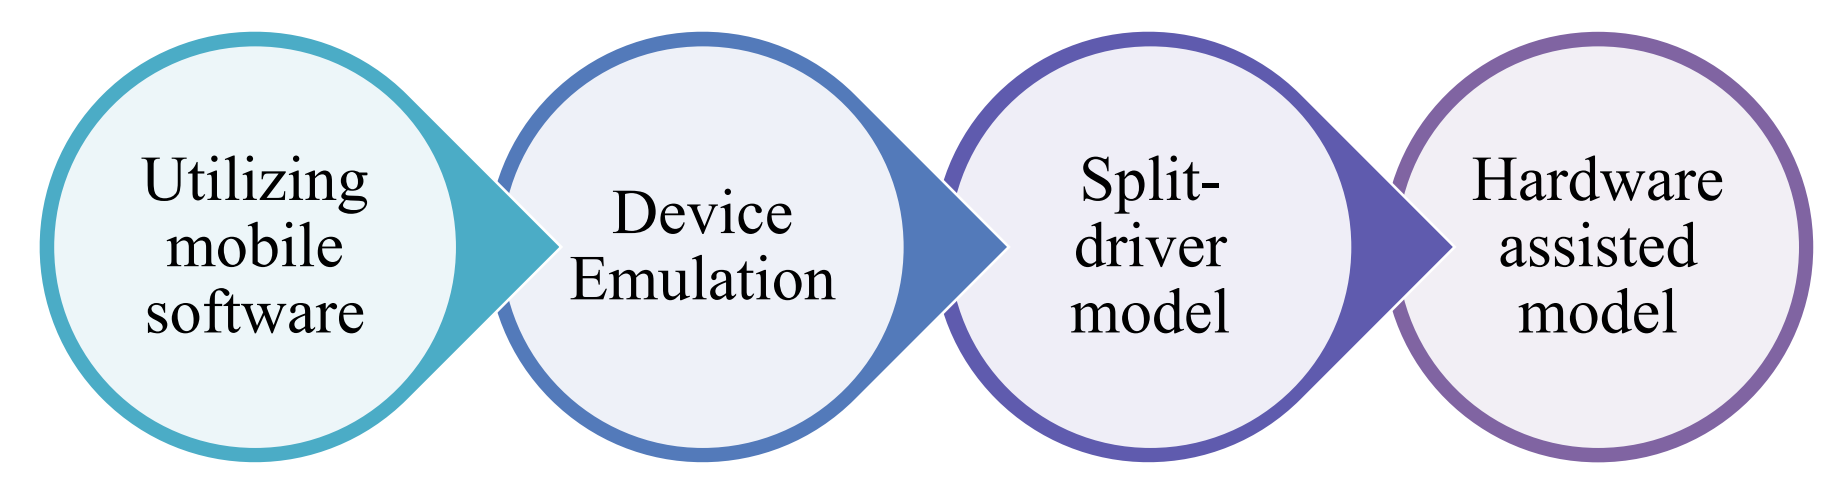 Utilizing
mobile
software
Device
Emulation
Split-
driver
model
Hardware
assisted
model